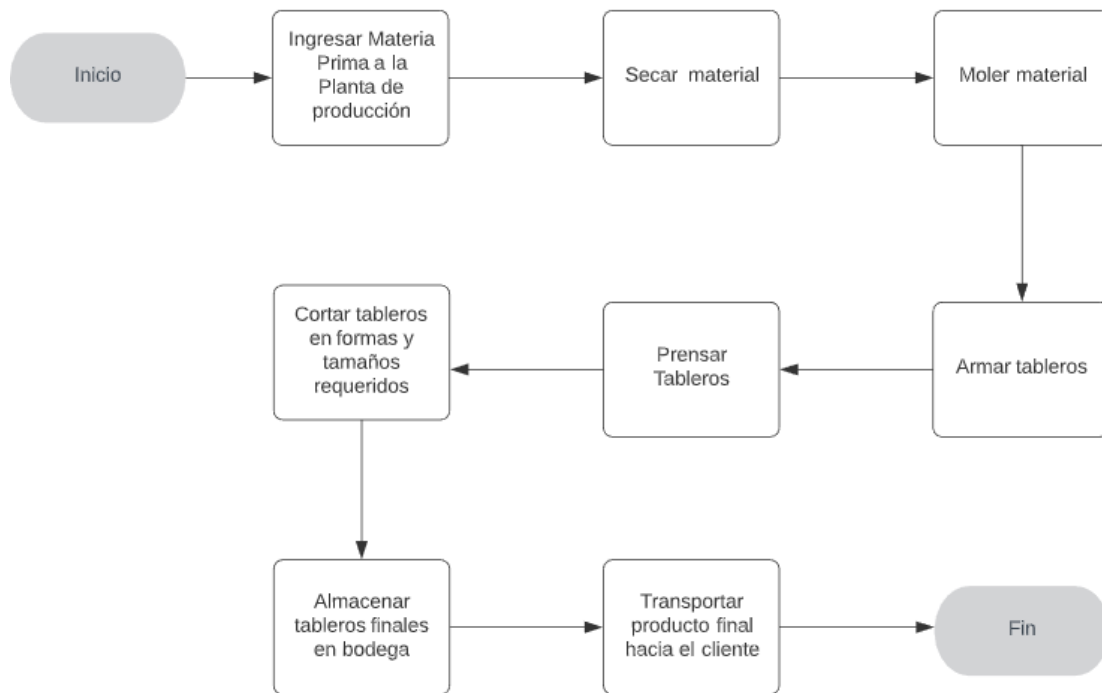 Inicio
Ingresar Materia
Prima a la
Planta de
producción
Secar material
Moler material
Armar tableros
Prensar
Tableros
Cortar tableros
en formas y
tamaños
requeridos
Almacenar
tableros finales
en bodega
Transportar
producto final
hacia el cliente
Fin